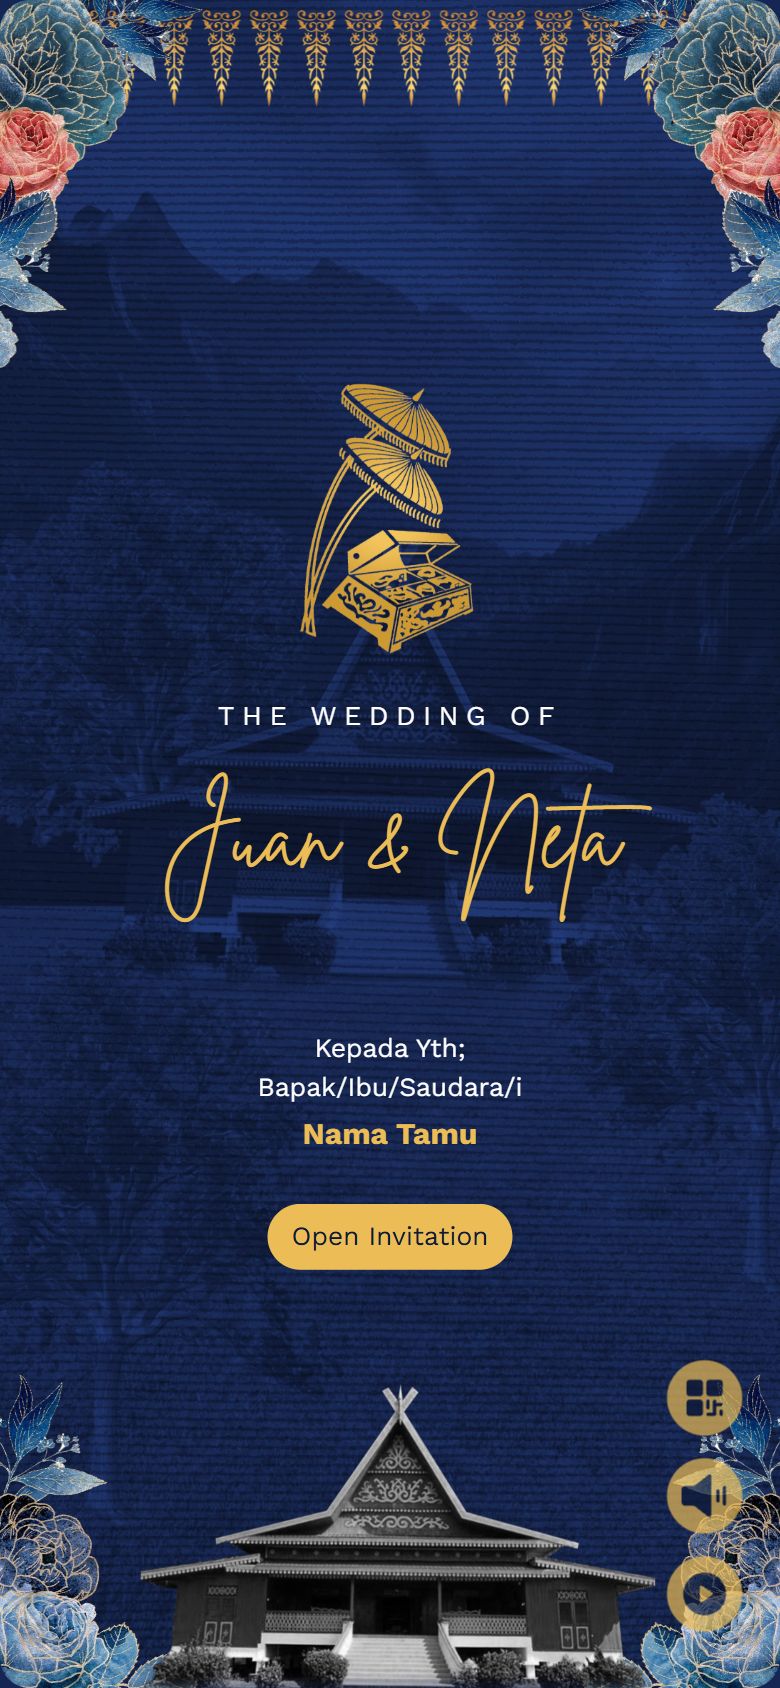 THE WEDDING OF
Juan & Neta
Kepada Yth;
Bapak/Ibu/Saudara/i
Nama Tamu
Open Invitation